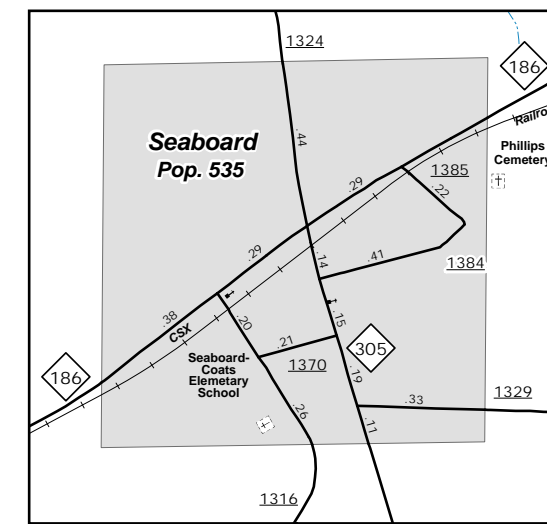 1324
186
Railro
Seaboard
Pop. 535
.44
Phillips
Cemetery
1385
.29
.22
.29
.14
.41
1384
.38
CSX
.20
.15
.21
305
186
Seaboard-
Coats
Elemetary
School
1370
.19
1329
.33
.26
.11
1316